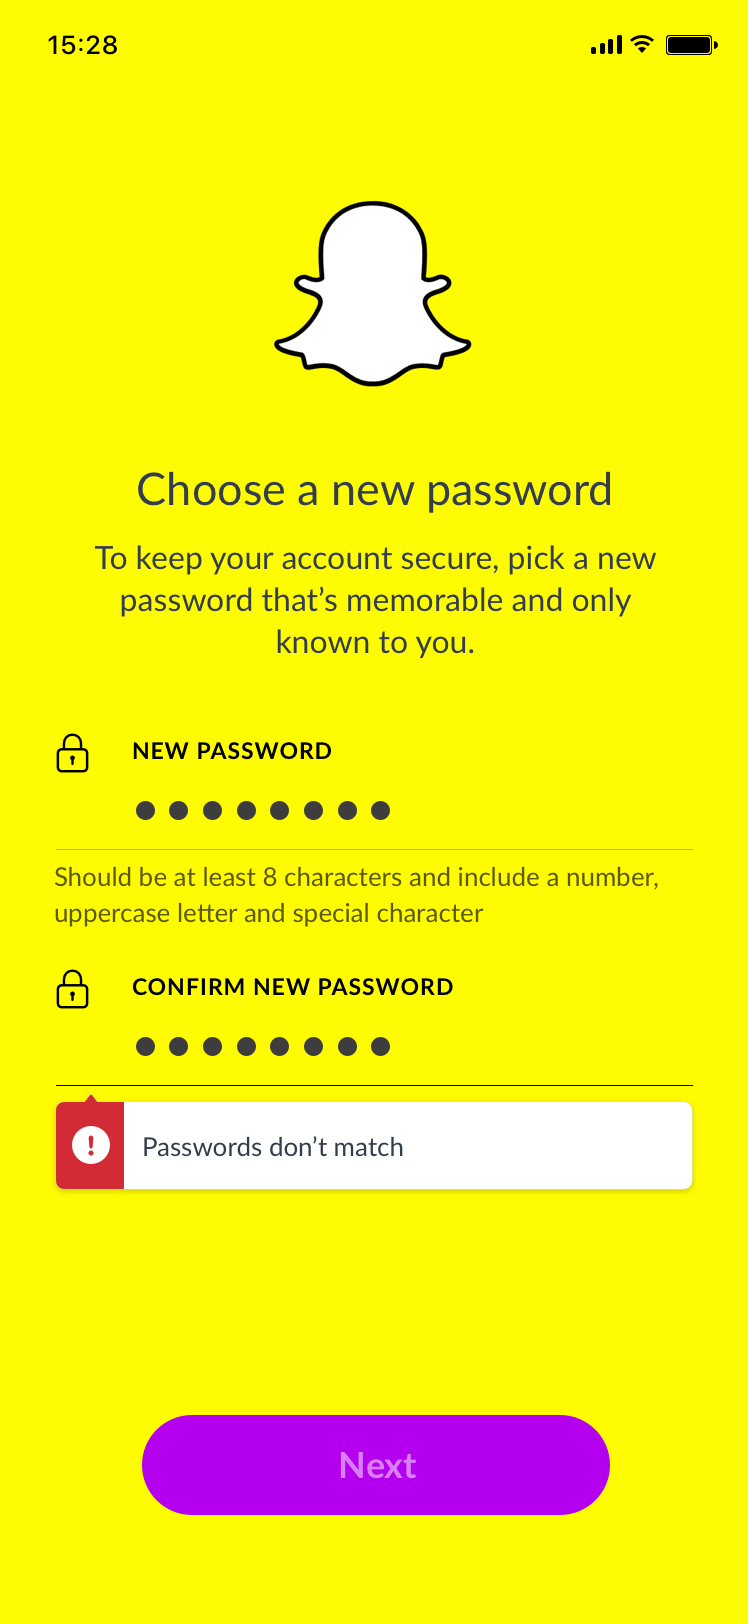 15:28
Choose a new password
To keep your account secure, pick a new
password that’s memorable and only
known to you.
NEW PASSWORD
Should be at least 8 characters and include a number,
uppercase letter and special character
CONFIRM NEW PASSWORD
Passwords don’t match
Next